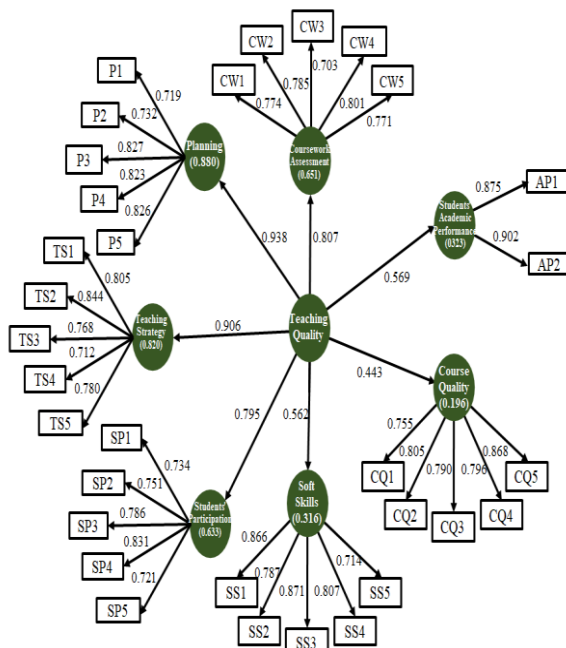 CW3
CW2
CW4
CW1
CW5
0.703
0.785
0.801
0.774
0.771
P1
P2
P3
P4
P5
0.719
0.732
0.827
0.823
0.826
Planning
(0.880)
Coursework
Assessment
(0.651)
Students'
Academic
Performance
(0323)
0.875
AP1
0.902
AP2
0.938
0.807
0.569
TS1
TS2
TS3
TS4
TS5
0.805
0.844
0.768
0.712
0.780
Teaching
Strategy
(0.820)
0.906
Teaching
Quality
0.443
Course
Quality
(0.196)
0.795
0.562
0.755
0.805
0.790
0.796
0.868
CQ1
CQ2
CQ3
CQ4
CQ5
SP1
SP2
SP3
SP4
SP5
0.734
0.751
0.786
0.831
0.721
Students'
Participation
(0.633)
Soft
Skills
(0.316)
0.866
0.787
0.871
0.807
0.714
SS1
SS2
SS3
SS4
SS5